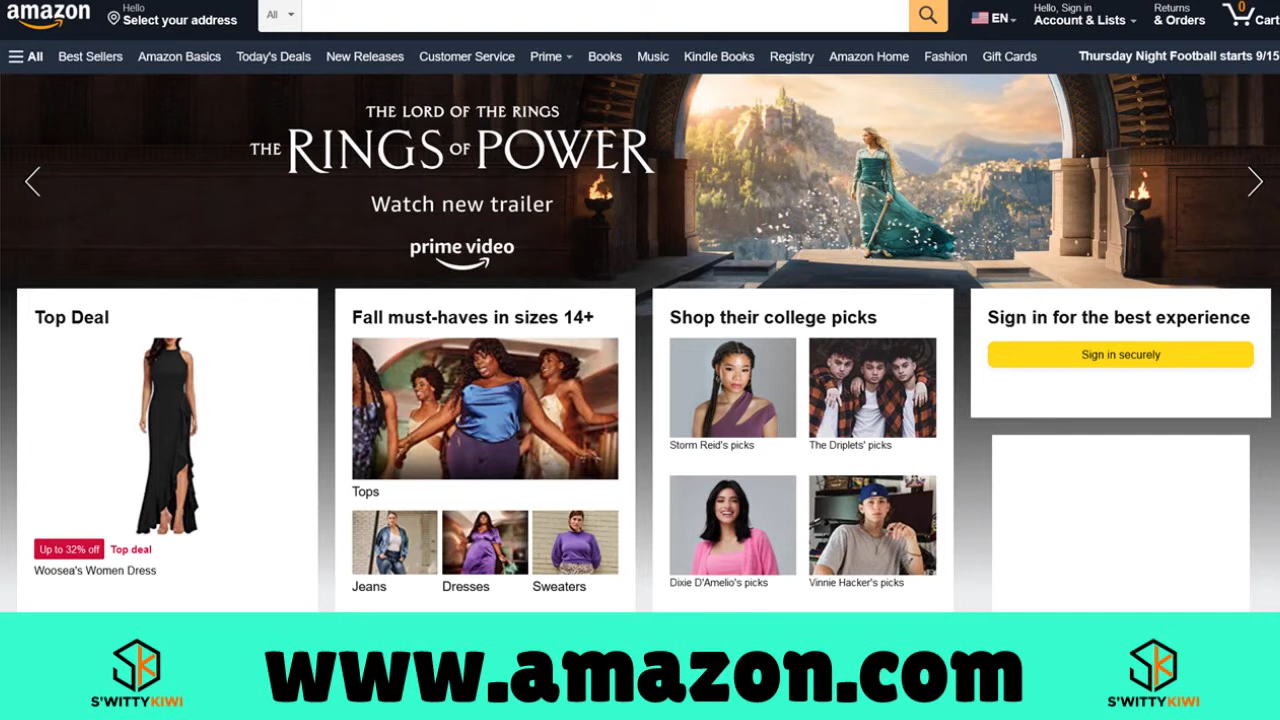 amazon
Hello
Select your address
All
EN
Hello, Sign in
Account & Lists
Returns
& Orders
0
Cart
All
Best Sellers
Amazon Basics
Today's Deals
New Releases
Customer Service
Prime
Books
Music
Kindle Books
Registry
Amazon Home
Fashion
Gift Cards
Thursday Night Football starts 9/15
THE LORD OF THE RINGS
THE RINGS OF POWER
Watch new trailer
prime video
Top Deal
Up to 32% off
Top deal
Woosea's Women Dress
Fall must-haves in sizes 14+
Tops
Jeans
Dresses
Sweaters
Shop their college picks
Storm Reid's picks
The Driplets' picks
Dixie D'Amelio's picks
Vinnie Hacker's picks
Sign in for the best experience
Sign in securely
S'WITTYKIWI
www.amazon.com
S'WITTYKIWI